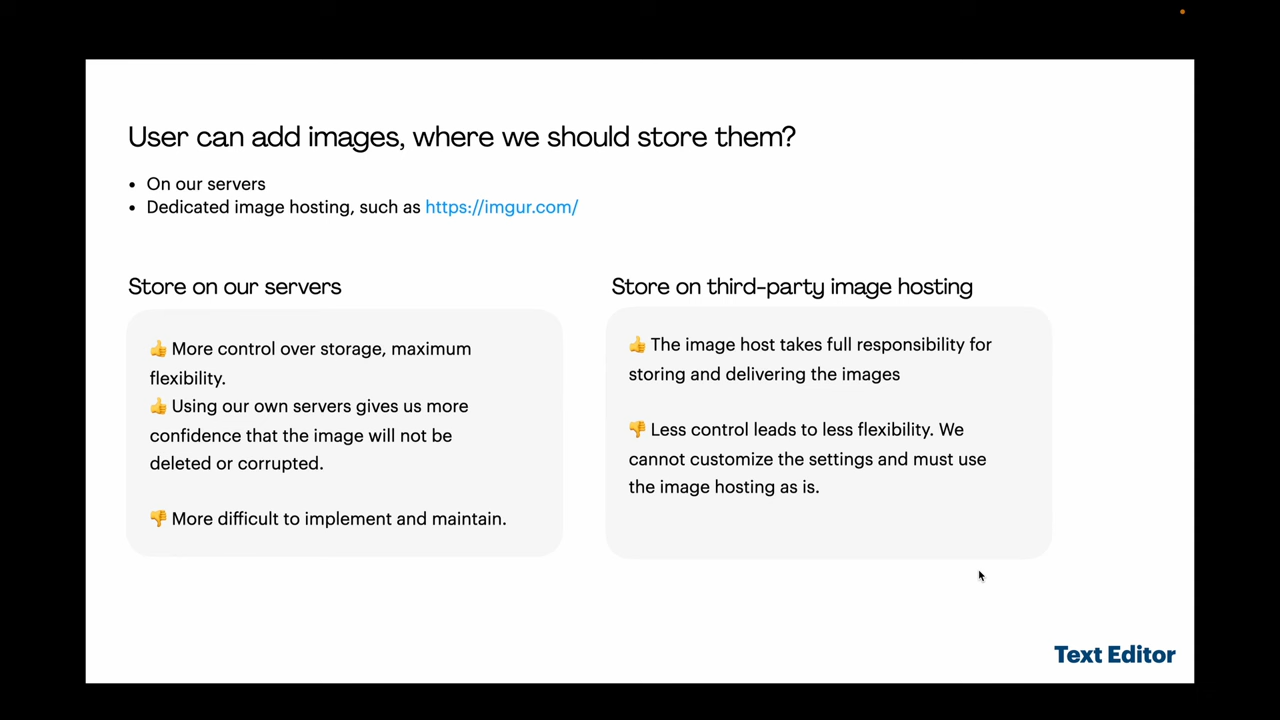 User can add images, where we should store them?
• On our servers
• Dedicated image hosting, such as https://imgur.com/
Store on our servers
👍 More control over storage, maximum
flexibility.
👍 Using our own servers gives us more
confidence that the image will not be
deleted or corrupted.
👎 More difficult to implement and maintain.
Store on third-party image hosting
👍 The image host takes full responsibility for
storing and delivering the images
👎 Less control leads to less flexibility. We
cannot customize the settings and must use
the image hosting as is.
Text Editor